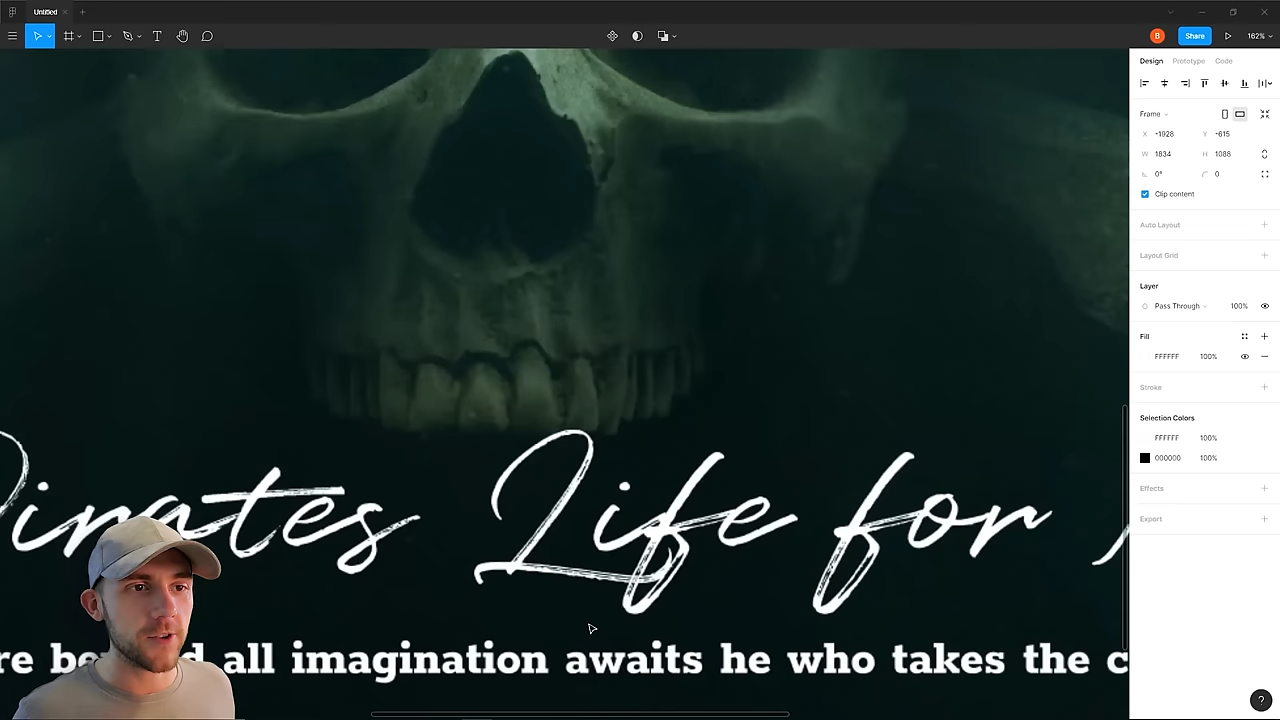 Untitled
B Share 162%
Design Prototype Code
Frame
X -1928 Y -615
W 1834 H 1088
0° 0
Clip content
Auto Layout
Layout Grid
Layer
Pass Through 100%
Fill
FFFFFF 100%
Stroke
Selection Colors
FFFFFF 100%
000000 100%
Effects
Export
Pirates Life for
re all imagination awaits he who takes the c
?